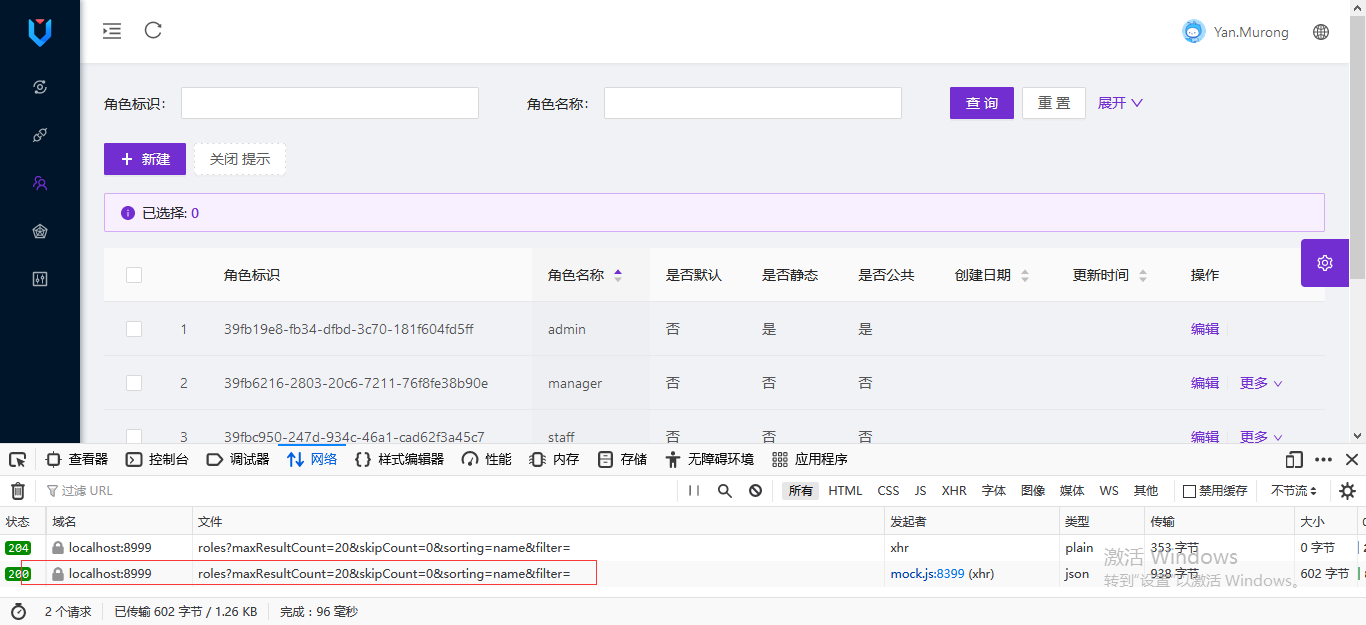 Yan.Murong
角色标识:
角色名称:
查 询
重 置
展开
+ 新建
关闭 提示
已选择: 0
角色标识 角色名称 是否默认 是否静态 是否公共 创建日期 更新时间 操作
1 39fb19e8-fb34-dfbd-3c70-181f604fd5ff admin 否 是 是 编辑
2 39fb6216-2803-20c6-7211-76f8fe38b90e manager 否 否 否 编辑 更多
3 39fbc950-247d-934c-46a1-cad62f3a45c7 staff 否 否 否 编辑 更多
查看器 控制台 调试器 网络 样式编辑器 性能 内存 存储 无障碍环境 应用程序
过滤 URL
所有 HTML CSS JS XHR 字体 图像 媒体 WS 其他 禁用缓存 不节流
状态 域名 文件 发起者 类型 传输 大小
204 localhost:8999 roles?maxResultCount=20&skipCount=0&sorting=name&filter= xhr plain 353 字节 0 字节
200 localhost:8999 roles?maxResultCount=20&skipCount=0&sorting=name&filter= mock.js:8399 (xhr) json 938 字节 602 字节
激活 Windows
转到"设置"以激活 Windows。
2 个请求 已传输 602 字节 / 1.26 KB 完成：96 毫秒